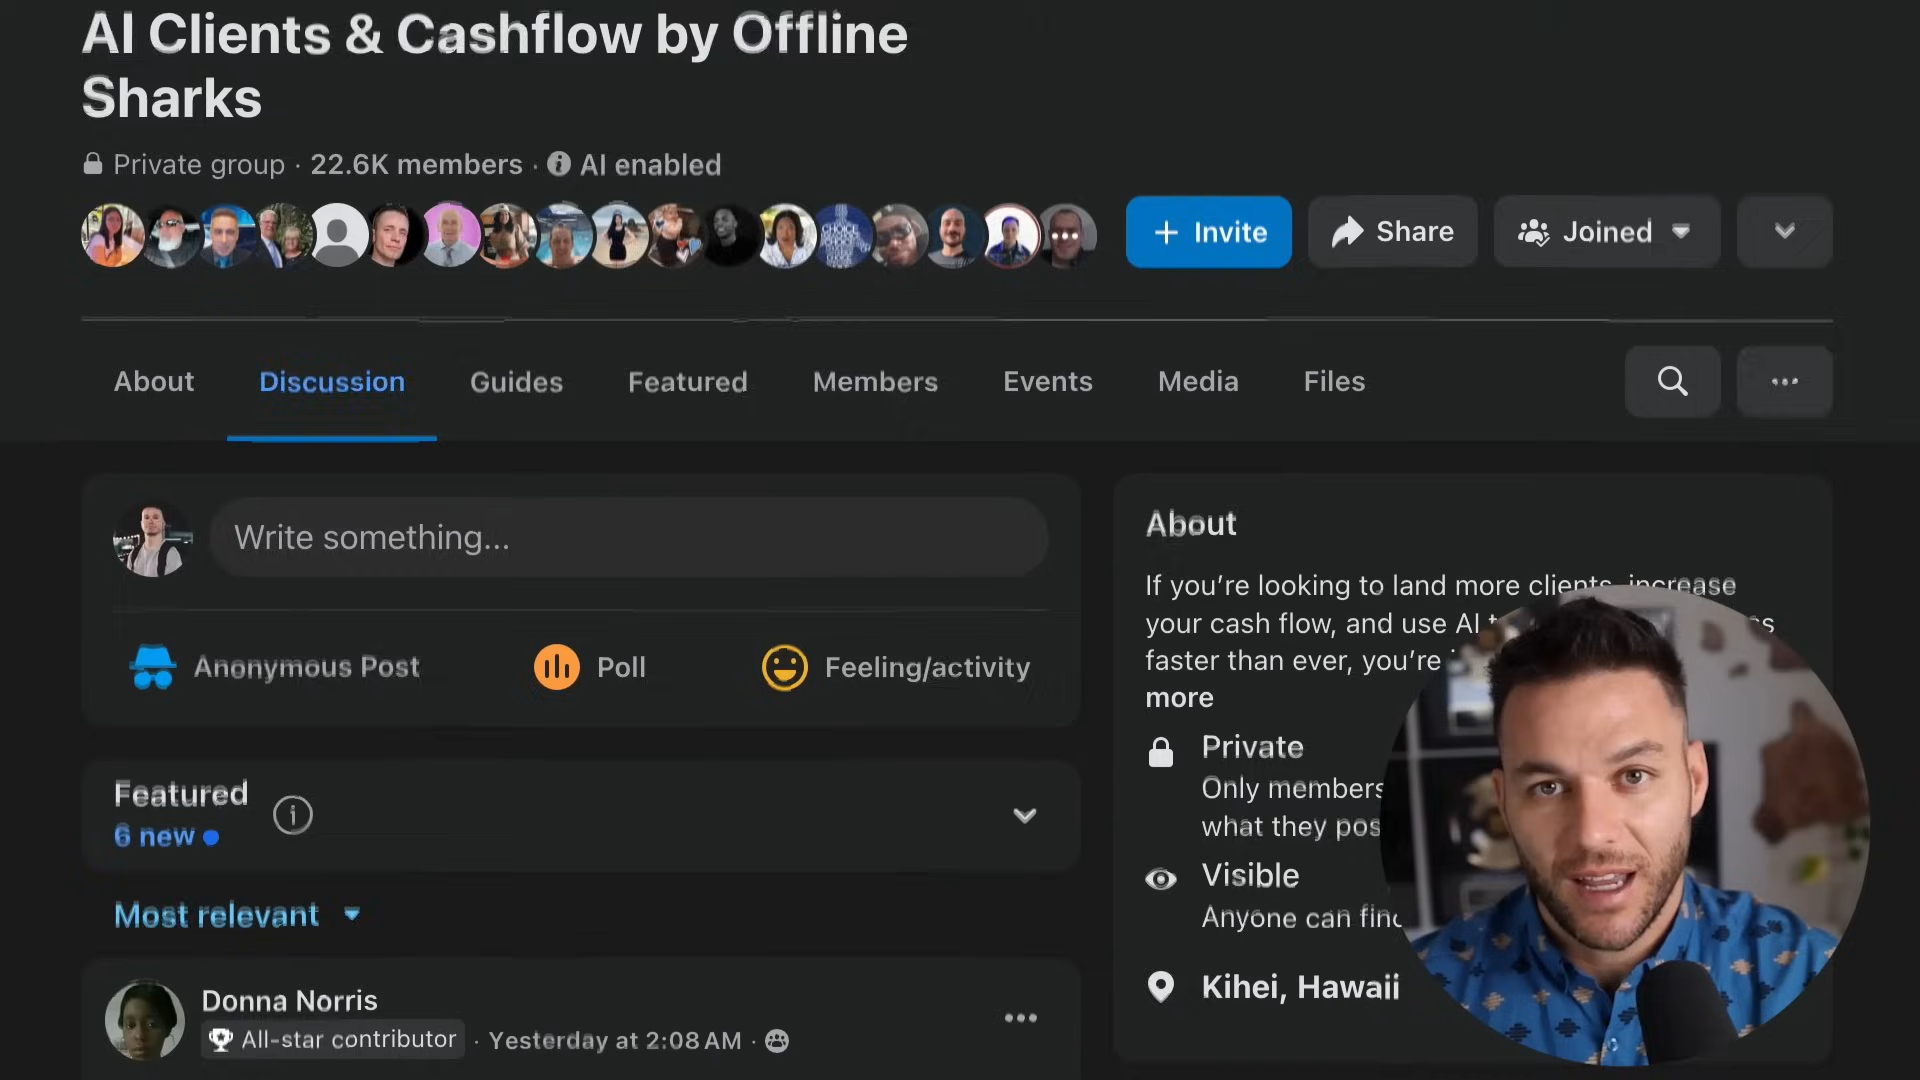 AI Clients & Cashflow by Offline
Sharks
Private group · 22.6K members · AI enabled
+ Invite
Share
Joined
About
Discussion
Guides
Featured
Members
Events
Media
Files
Write something...
Anonymous Post
Poll
Feeling/activity
Featured
6 new
Most relevant
Donna Norris
All-star contributor · Yesterday at 2:08 AM ·
About
If you're looking to land more clients, increase
your cash flow, and use AI
faster than ever, you're
more
Private
Only members
what they
Visible
Anyone can
Kihei, Hawaii